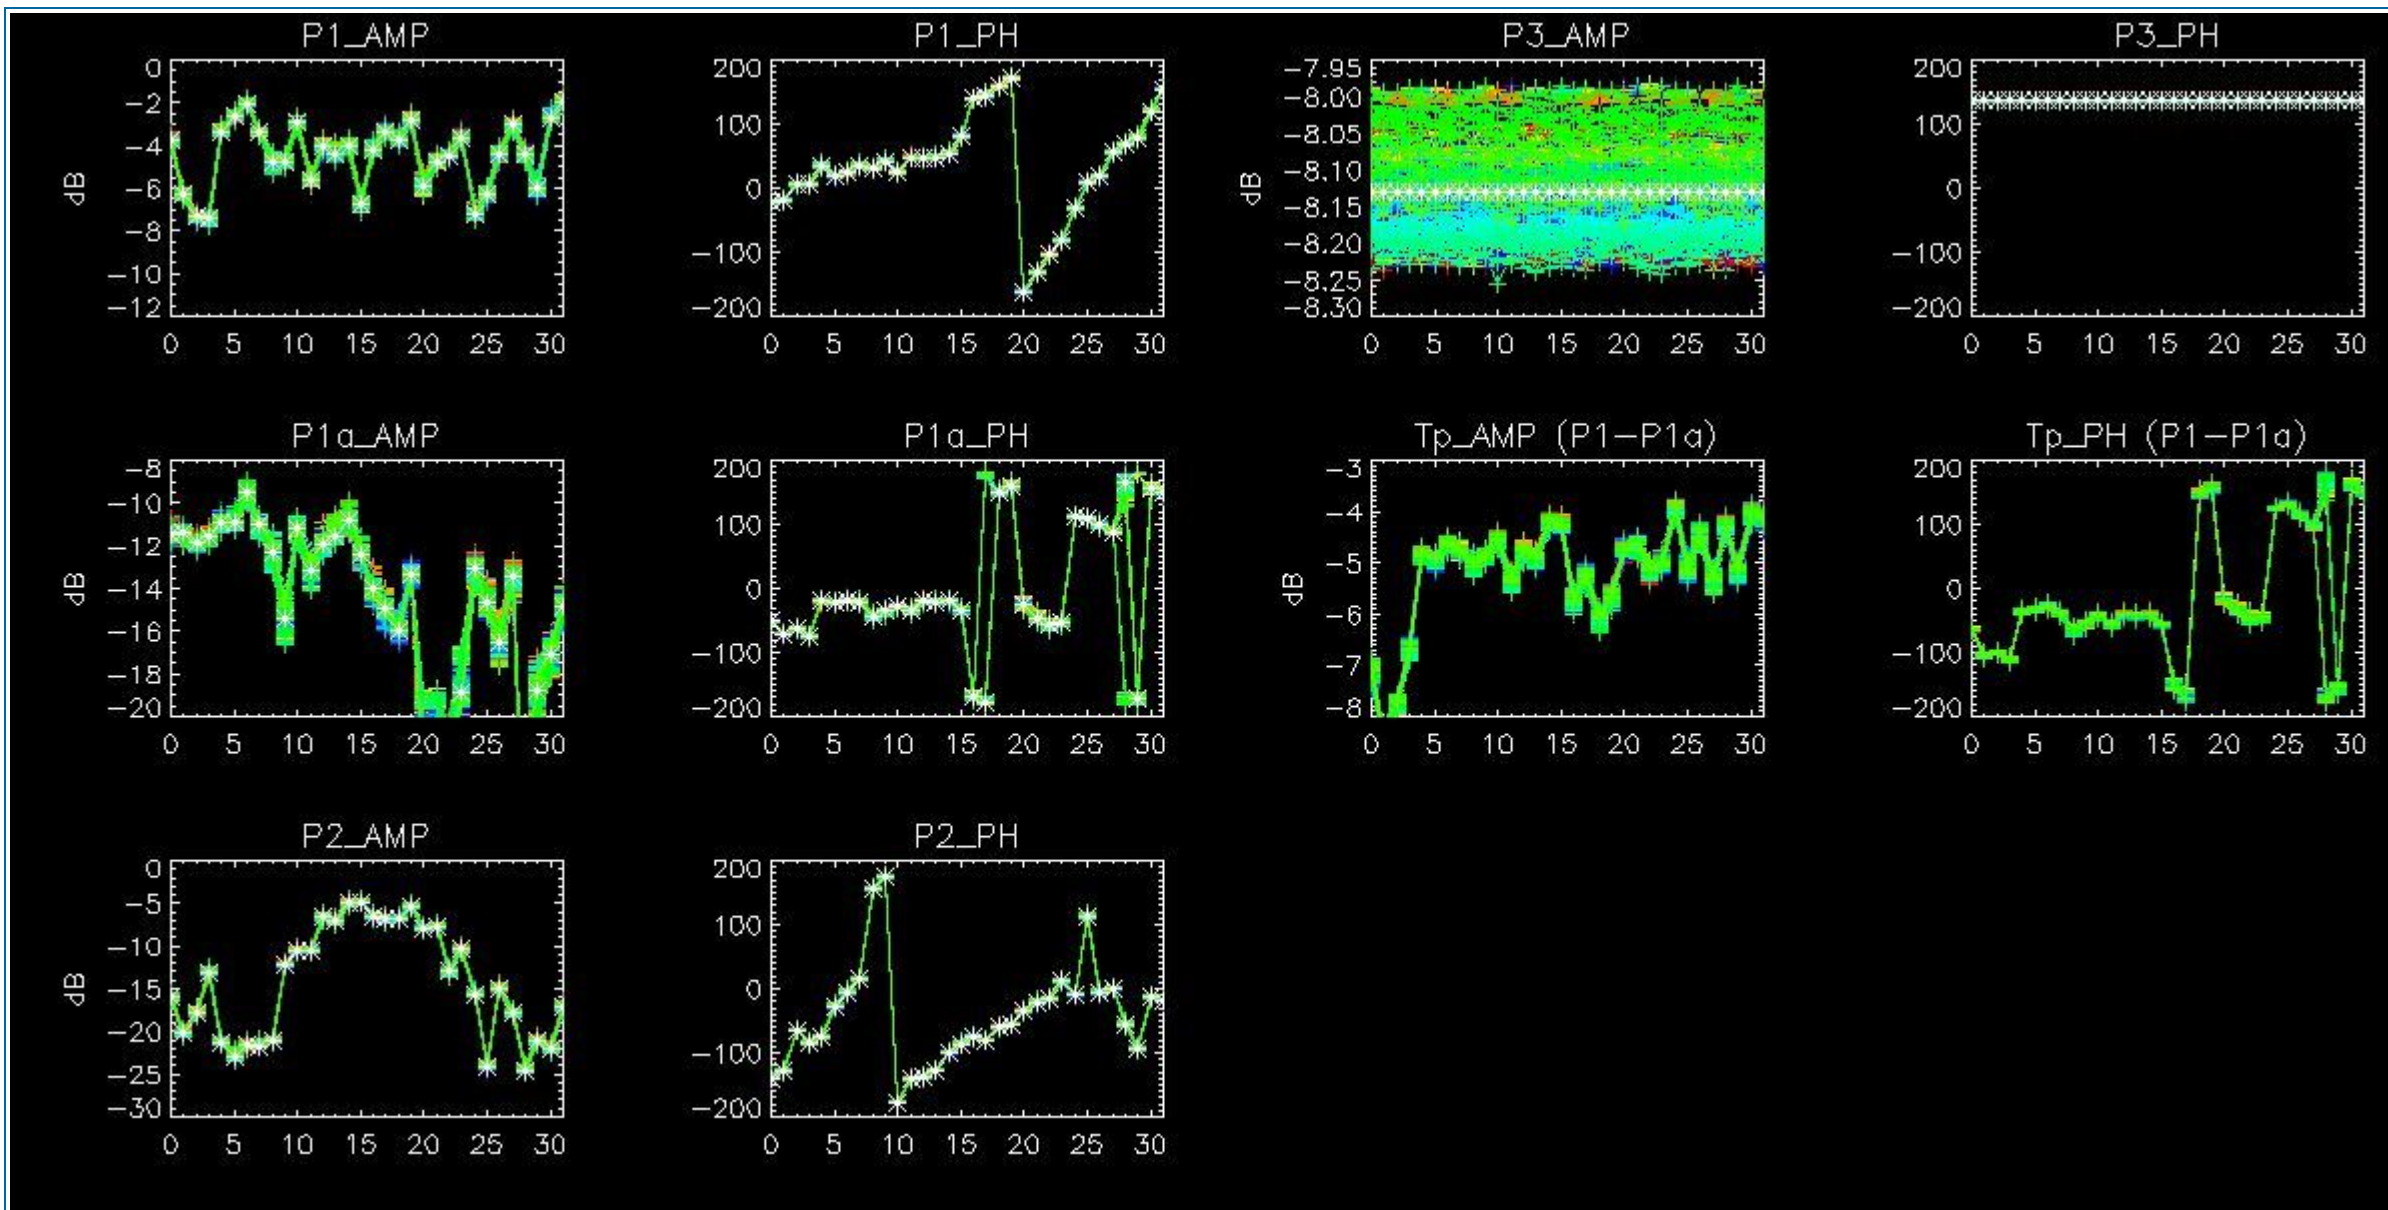 P1_AMP
0
−2
−4
−6
−8
−10
−12
dB
0 5 10 15 20 25 30
P1_PH
200
100
0
−100
−200
0 5 10 15 20 25 30
P3_AMP
−7.95
−8.00
−8.05
−8.10
−8.15
−8.20
−8.25
−8.30
dB
0 5 10 15 20 25 30
P3_PH
200
100
0
−100
−200
0 5 10 15 20 25 30
P1a_AMP
−8
−10
−12
−14
−16
−18
−20
dB
0 5 10 15 20 25 30
P1a_PH
200
100
0
−100
−200
0 5 10 15 20 25 30
Tp_AMP (P1−P1a)
−3
−4
−5
−6
−7
−8
dB
0 5 10 15 20 25 30
Tp_PH (P1−P1a)
200
100
0
−100
−200
0 5 10 15 20 25 30
P2_AMP
0
−5
−10
−15
−20
−25
−30
dB
0 5 10 15 20 25 30
P2_PH
200
100
0
−100
−200
0 5 10 15 20 25 30